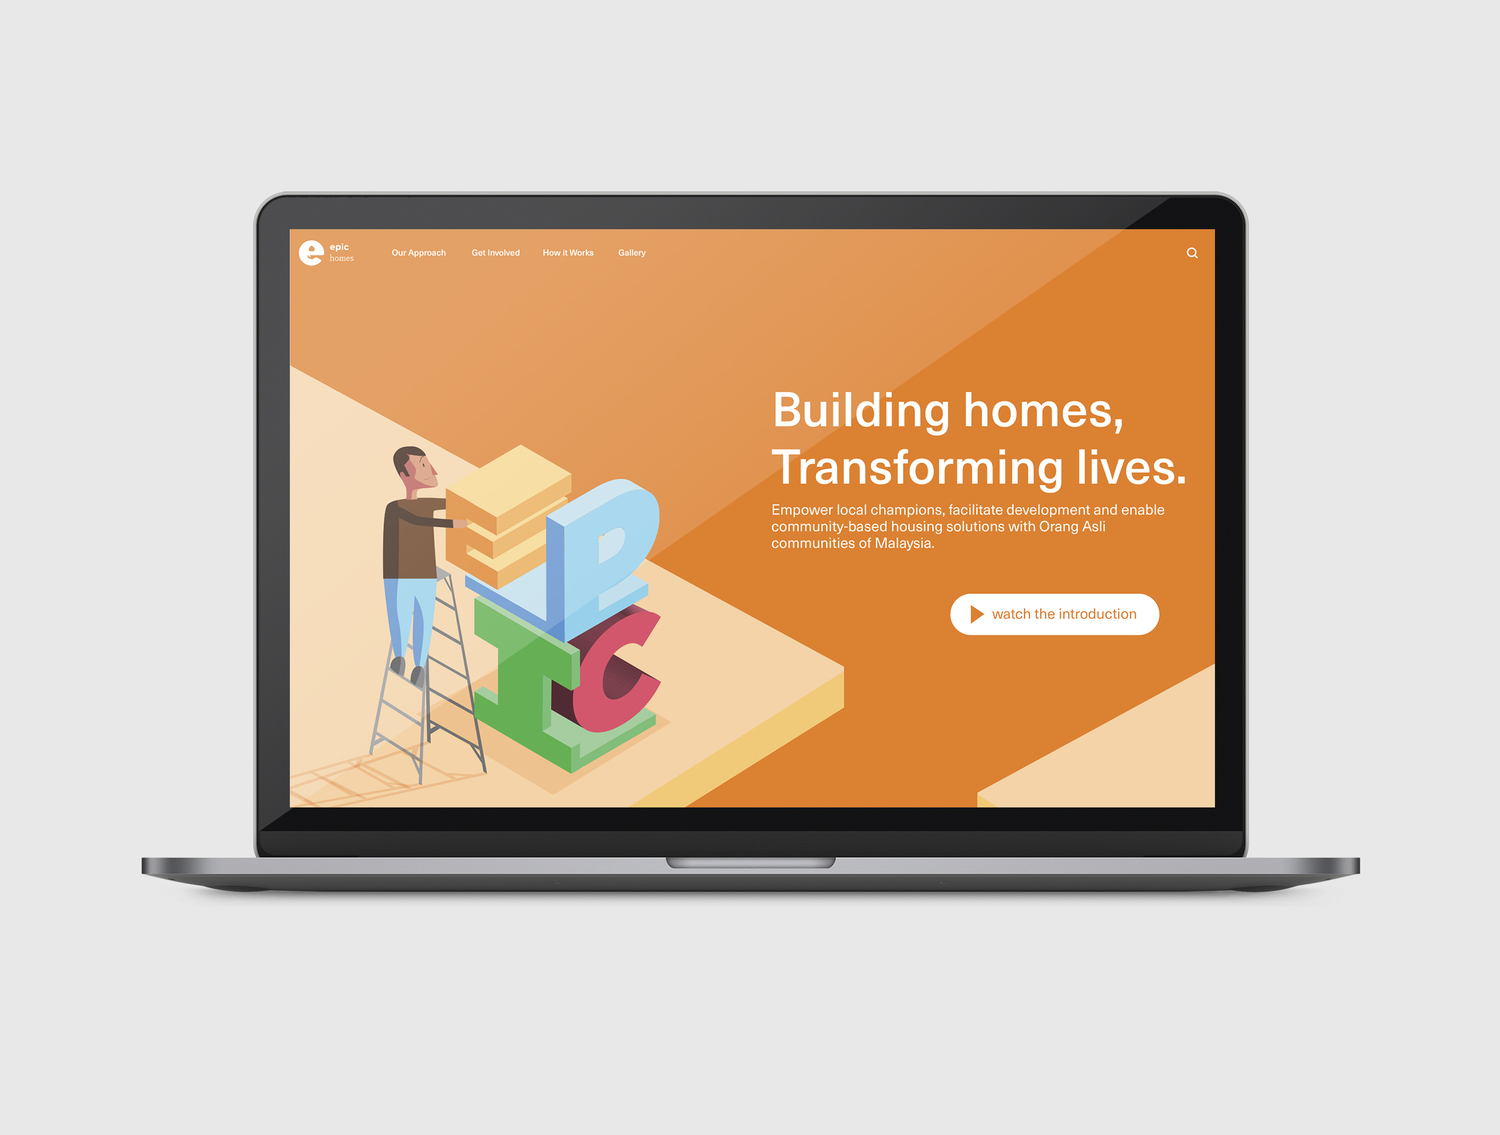 epic
homes
Our Approach
Get Involved
How it Works
Gallery
Building homes,
Transforming lives.
Empower local champions, facilitate development and enable
community-based housing solutions with Orang Asli
communities of Malaysia.
watch the introduction
E P
I C